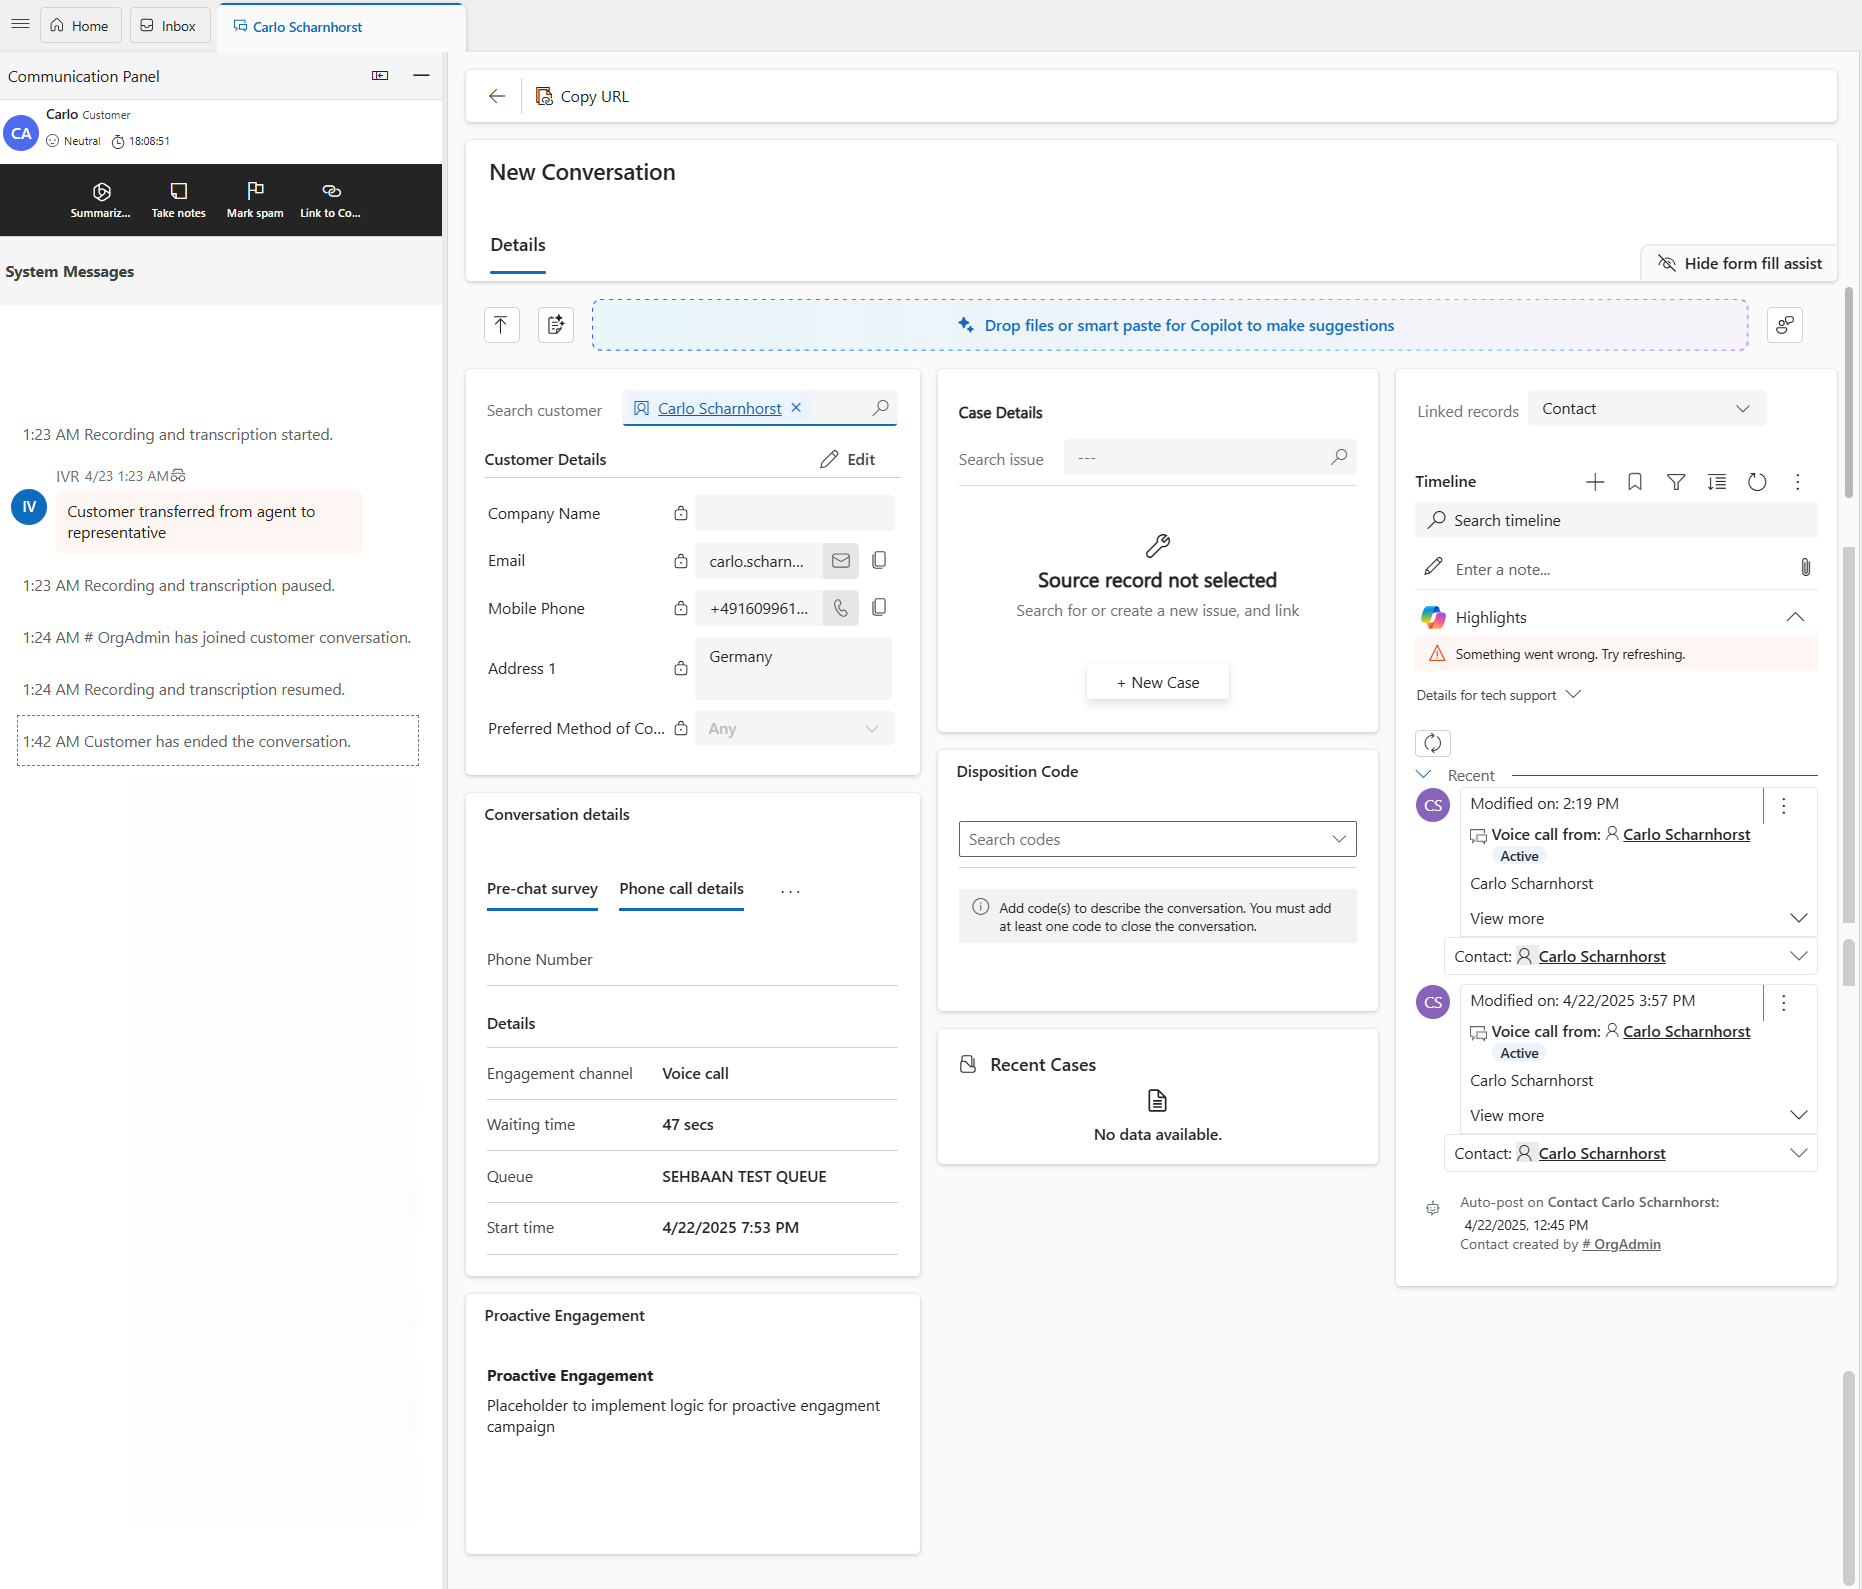 Home
Inbox
Carlo Scharnhorst
Communication Panel
CA
Carlo Customer
Neutral
18:08:51
Summariz...
Take notes
Mark spam
Link to Co...
System Messages
1:23 AM Recording and transcription started.
IVR 4/23 1:23 AM
IV
Customer transferred from agent to
representative
1:23 AM Recording and transcription paused.
1:24 AM # OrgAdmin has joined customer conversation.
1:24 AM Recording and transcription resumed.
1:42 AM Customer has ended the conversation.
Copy URL
New Conversation
Details
Hide form fill assist
Drop files or smart paste for Copilot to make suggestions
Search customer
Carlo Scharnhorst
Customer Details
Edit
Company Name
Email
carlo.scharn...
Mobile Phone
+491609961...
Address 1
Germany
Preferred Method of Co...
Any
Conversation details
Pre-chat survey
Phone call details
...
Phone Number
Details
Engagement channel
Voice call
Waiting time
47 secs
Queue
SEHBAAN TEST QUEUE
Start time
4/22/2025 7:53 PM
Proactive Engagement
Proactive Engagement
Placeholder to implement logic for proactive engagment
campaign
Case Details
Search issue
---
Source record not selected
Search for or create a new issue, and link
+ New Case
Disposition Code
Search codes
Add code(s) to describe the conversation. You must add
at least one code to close the conversation.
Recent Cases
No data available.
Linked records
Contact
Timeline
Search timeline
Enter a note...
Highlights
Something went wrong. Try refreshing.
Details for tech support
Recent
CS
Modified on: 2:19 PM
Voice call from: Carlo Scharnhorst
Active
Carlo Scharnhorst
View more
Contact: Carlo Scharnhorst
CS
Modified on: 4/22/2025 3:57 PM
Voice call from: Carlo Scharnhorst
Active
Carlo Scharnhorst
View more
Contact: Carlo Scharnhorst
Auto-post on Contact Carlo Scharnhorst:
4/22/2025, 12:45 PM
Contact created by # OrgAdmin